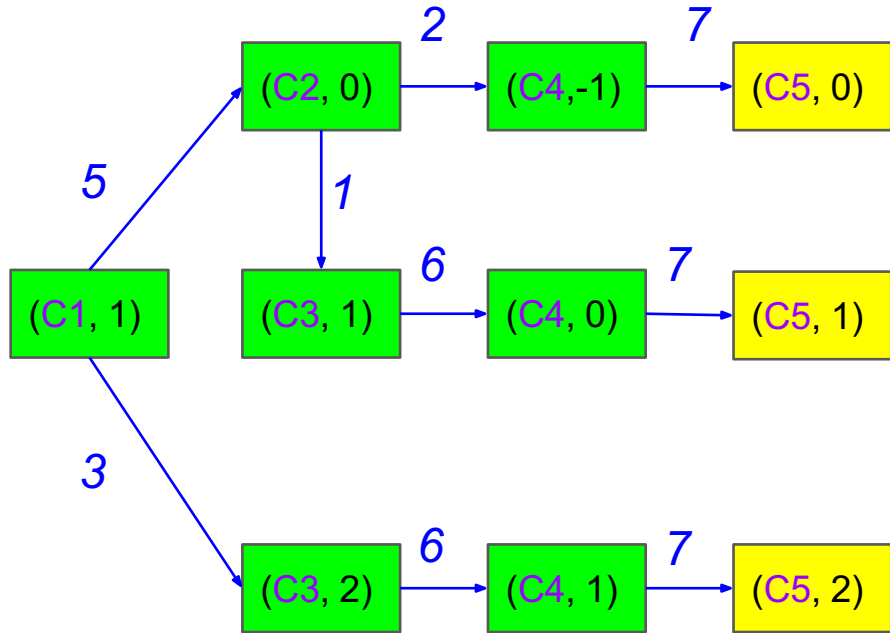 2 7
(C2, 0) (C4,-1) (C5, 0)
5 1
6 7
(C1, 1) (C3, 1) (C4, 0) (C5, 1)
3
6 7
(C3, 2) (C4, 1) (C5, 2)